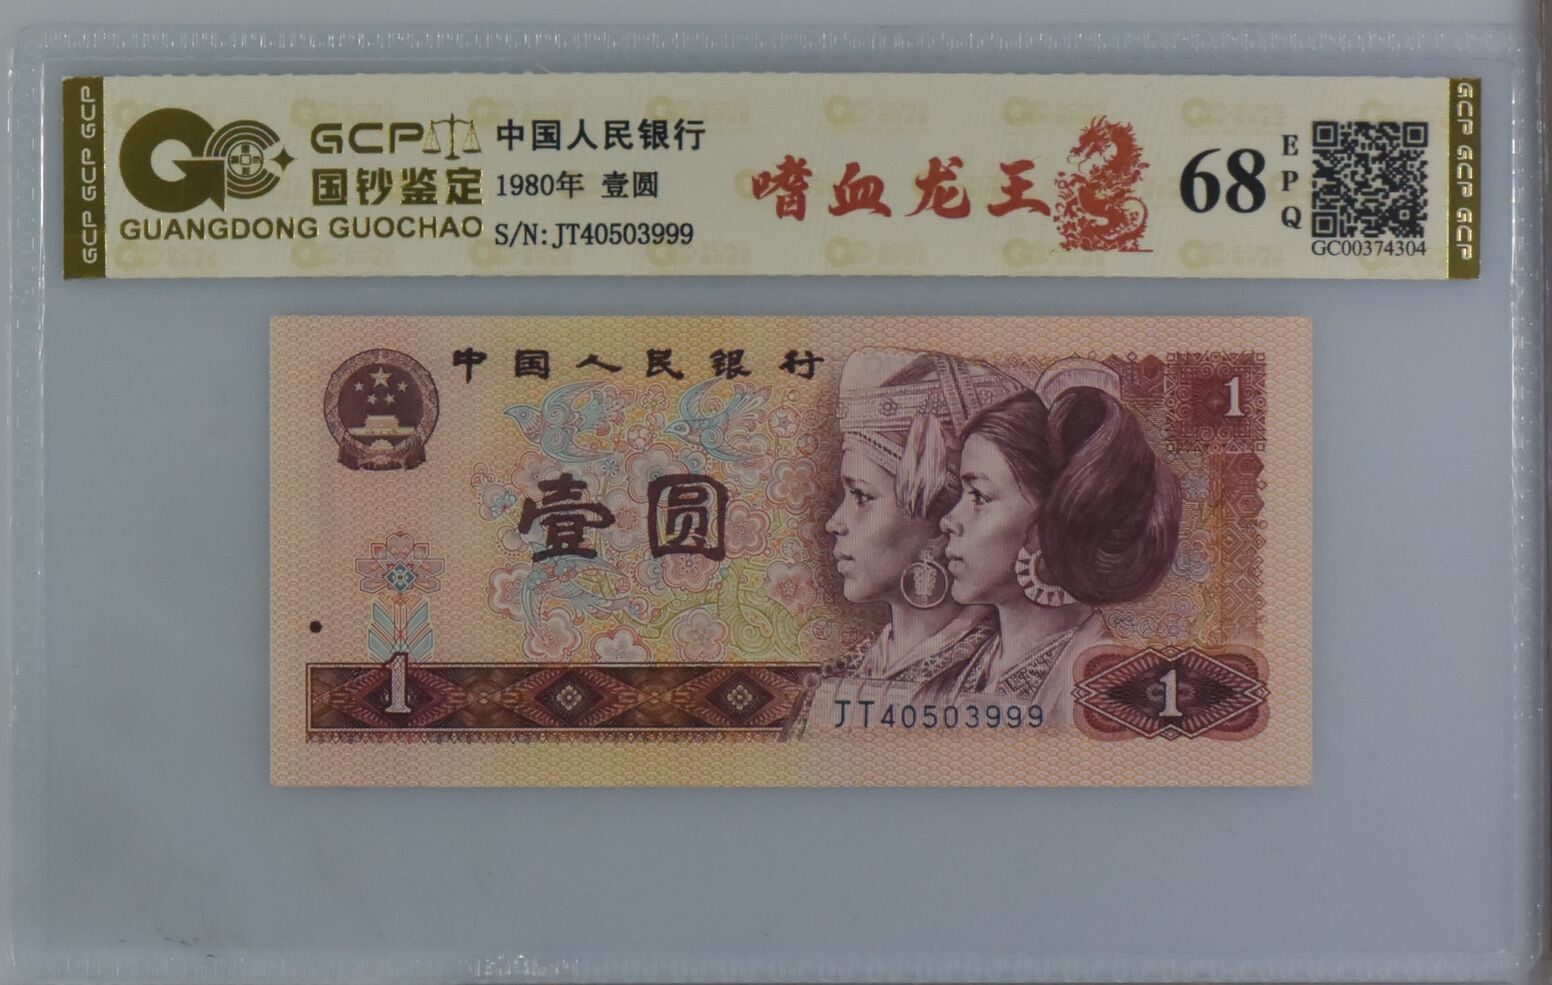 GCP GCP GCP
GCP
国钞鉴定
GUANGDONG GUOCHAO
中国人民银行
1980年 壹圆
S/N:JT40503999
嗜血龙王
68
EPQ
GC00374304
GCP GCP GCP
中国人民银行
1
壹圆
1
JT40503999
1